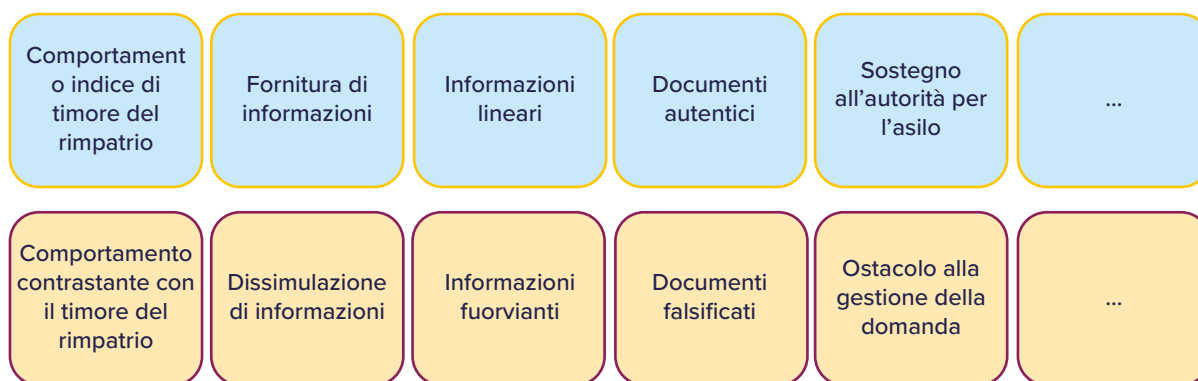 Comportament
o indice di
timore del
rimpatrio
Fornitura di
informazioni
Informazioni
lineari
Documenti
autentici
Sostegno
all'autorità per
l'asilo
...
Comportamento
contrastante con
il timore del
rimpatrio
Dissimulazione
di informazioni
Informazioni
fuorvianti
Documenti
falsificati
Ostacolo alla
gestione della
domanda
...